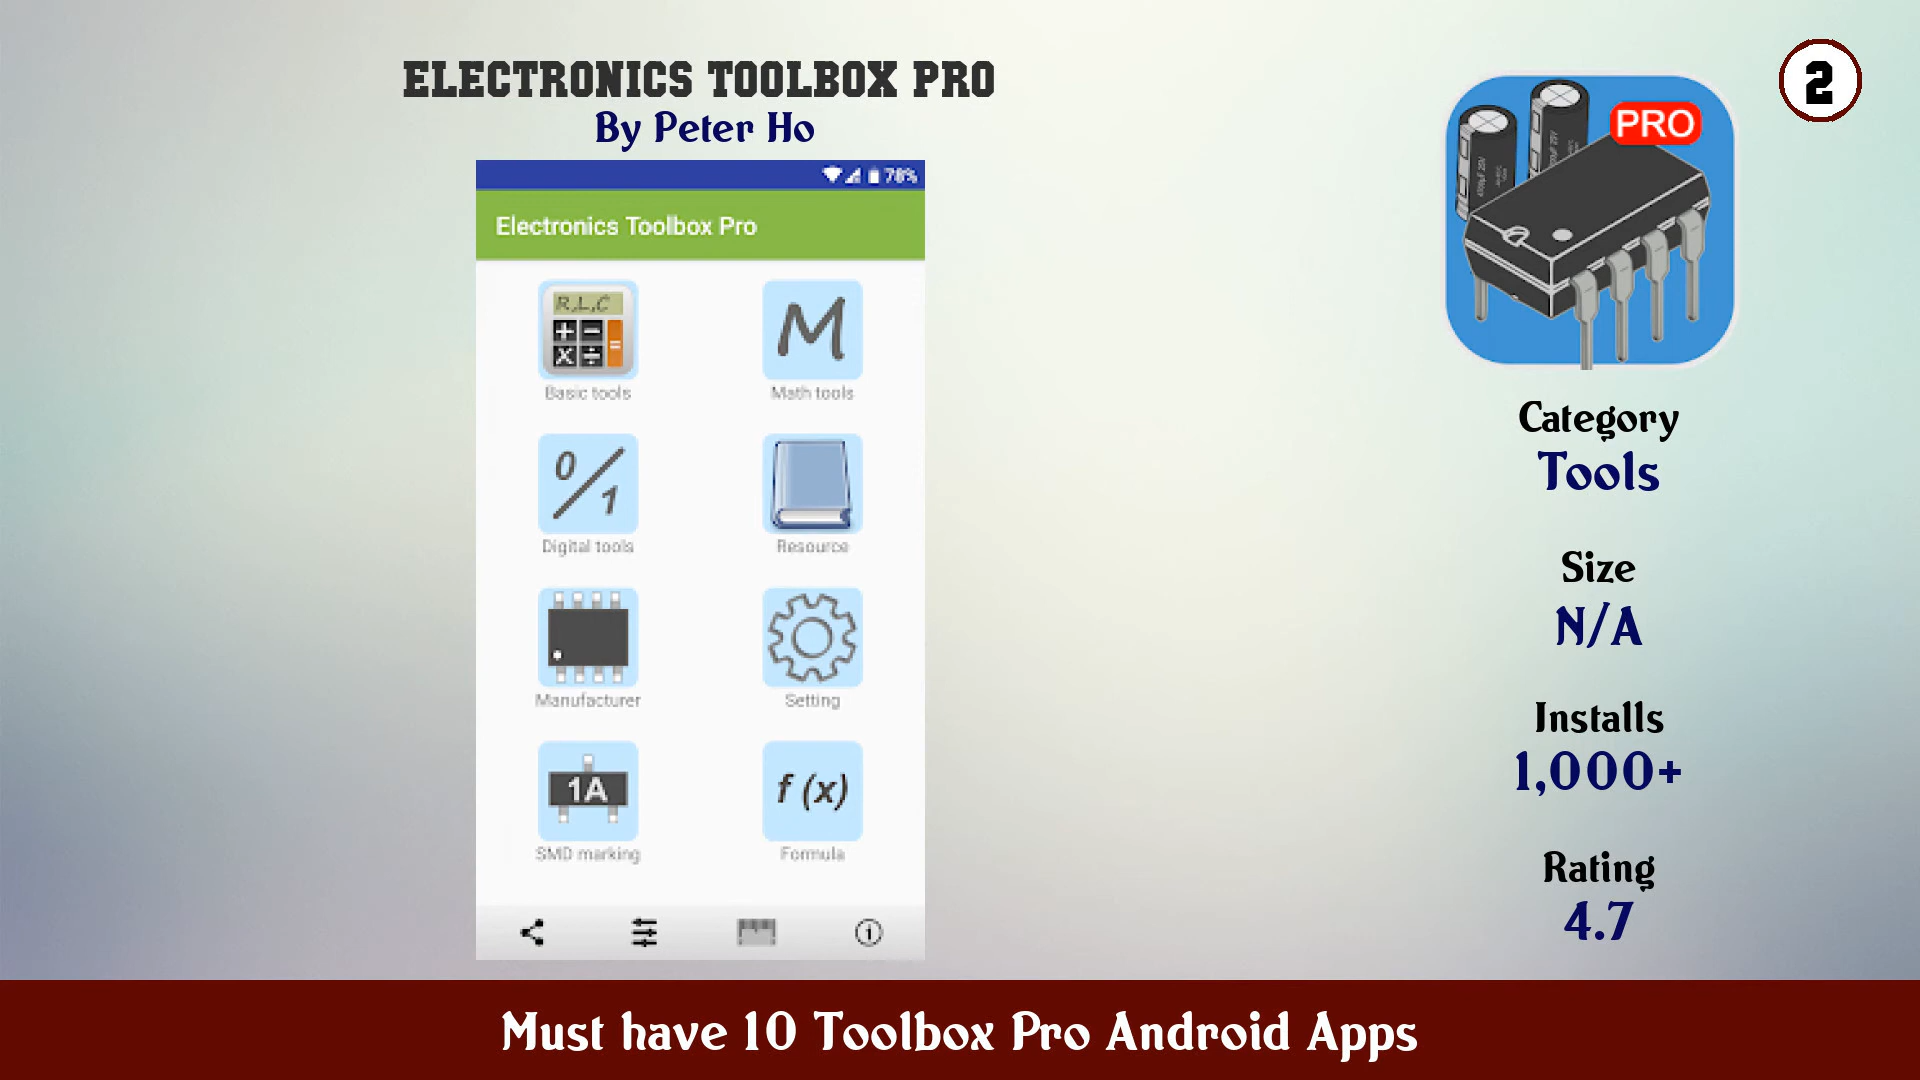 ELECTRONICS TOOLBOX PRO
By Peter Ho
2
PRO
78%
Electronics Toolbox Pro
R,L,C
+ −
=
X ÷
Basic tools
M
Math tools
0/1
Digital tools
Resource
Manufacturer
Setting
1A
SMD marking
f (x)
Formula
Category
Tools
Size
N/A
Installs
1,000+
Rating
4.7
Must have 10 Toolbox Pro Android Apps